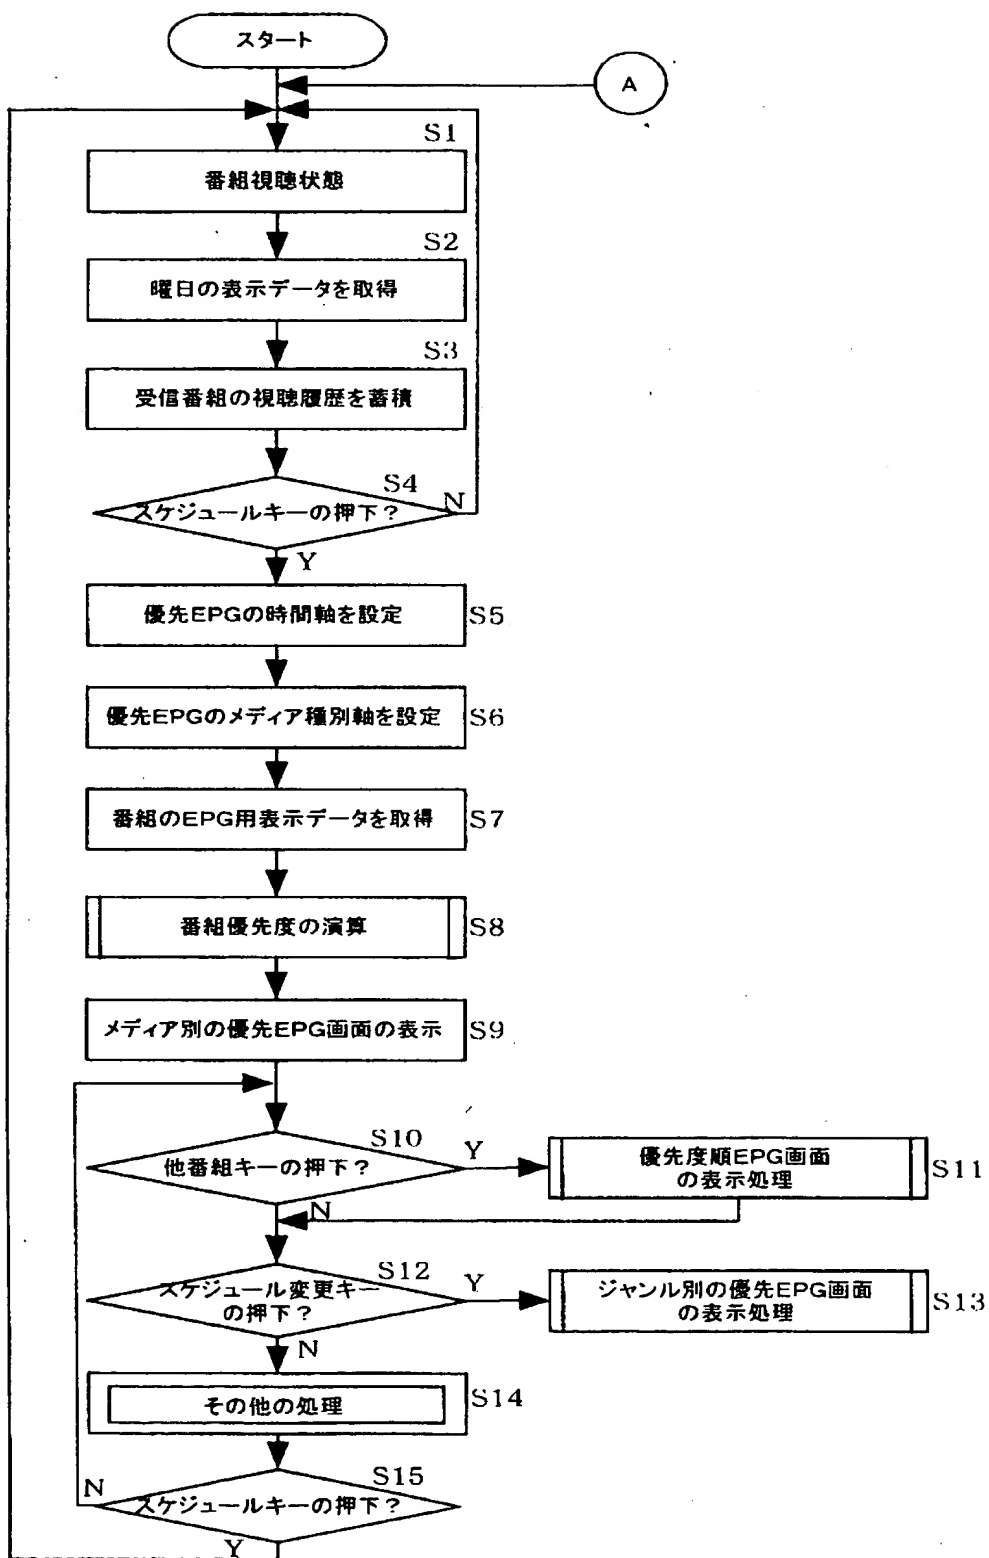 スタート
A
S1
番組視聴状態
S2
曜日の表示データを取得
S3
受信番組の視聴履歴を蓄積
S4
スケジュールキーの押下?
N
Y
優先EPGの時間軸を設定
S5
優先EPGのメディア種別軸を設定
S6
番組のEPG用表示データを取得
S7
番組優先度の演算
S8
メディア別の優先EPG画面の表示
S9
S10
他番組キーの押下?
Y
優先度順EPG画面
の表示処理
S11
N
S12
スケジュール変更キー
の押下?
Y
ジャンル別の優先EPG画面
の表示処理
S13
N
その他の処理
S14
S15
N
スケジュールキーの押下?
Y